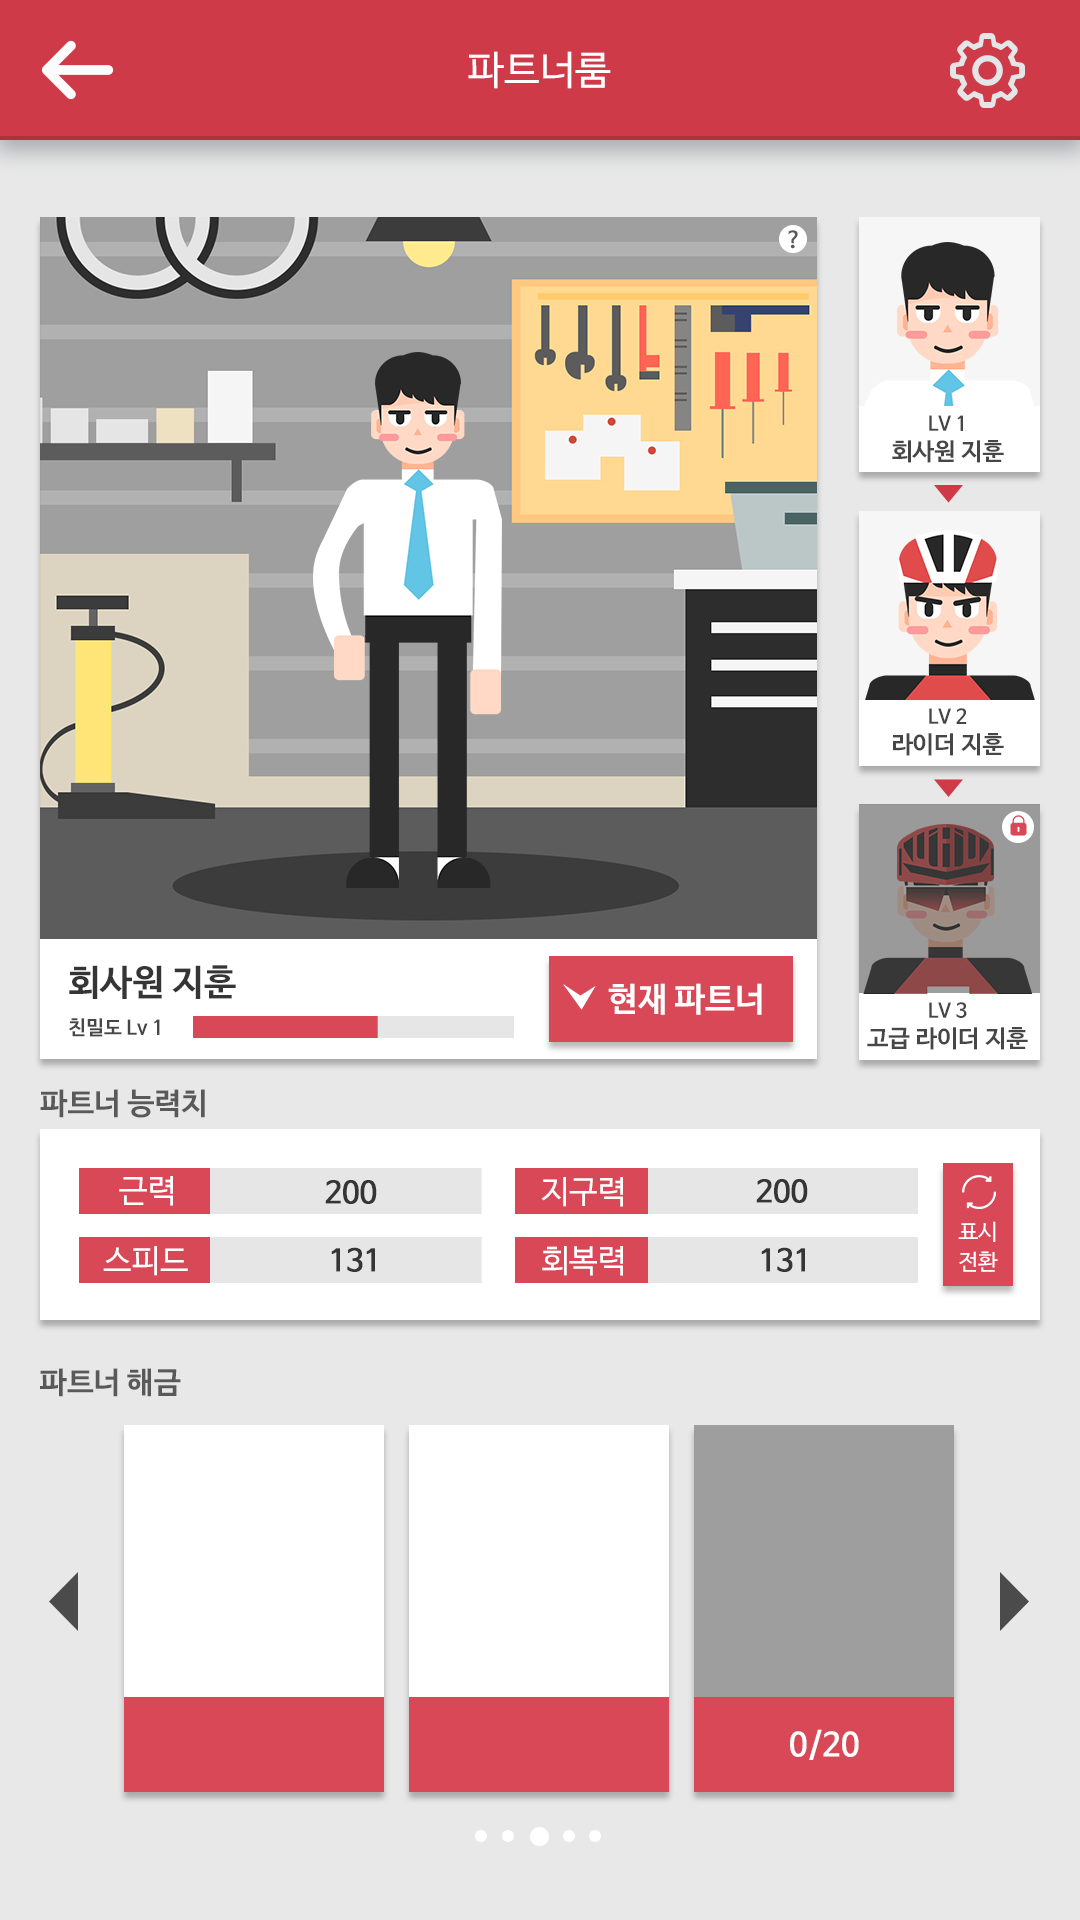 파트너룸
?
LV 1
회사원 지훈
LV 2
라이더 지훈
LV 3
고급 라이더 지훈
회사원 지훈
친밀도 Lv 1
현재 파트너
파트너 능력치
근력 200
지구력 200
스피드 131
회복력 131
표시
전환
파트너 해금
0/20